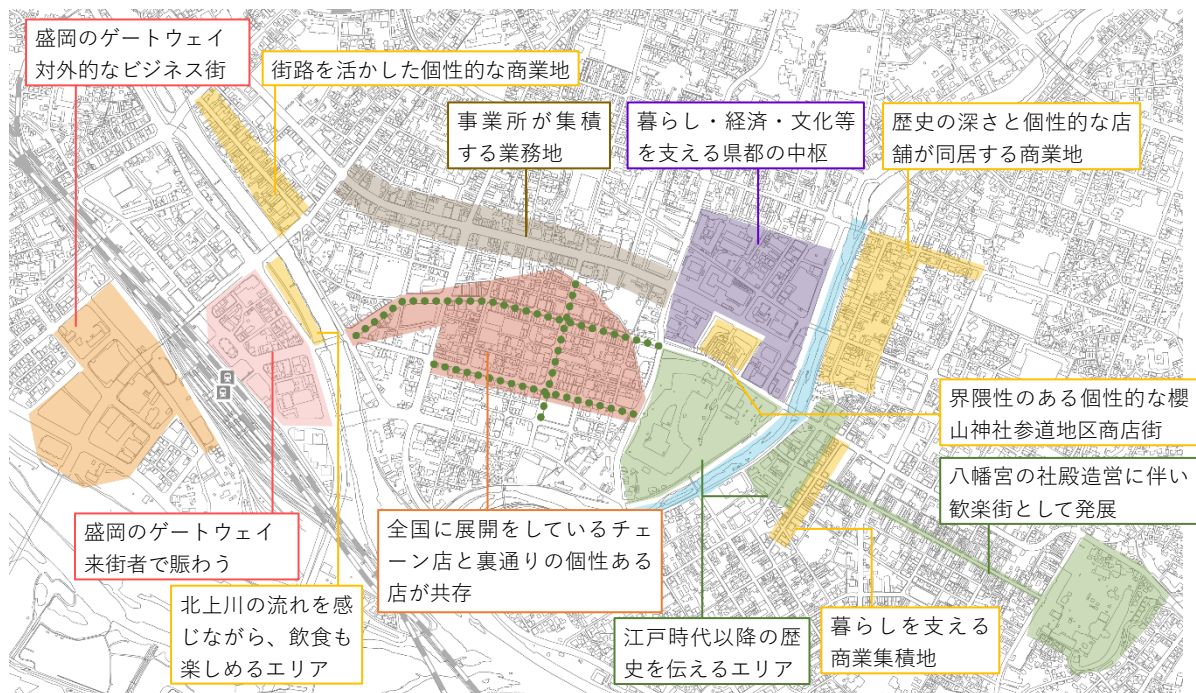 盛岡のゲートウェイ
対外的なビジネス街
街路を活かした個性的な商業地
事業所が集積
する業務地
暮らし・経済・文化等
を支える県都の中枢
歴史の深さと個性的な店
舗が同居する商業地
界隈性のある個性的な櫻
山神社参道地区商店街
八幡宮の社殿造営に伴い
歓楽街として発展
盛岡のゲートウェイ
来街者で賑わう
全国に展開をしているチェ
ーン店と裏通りの個性ある
店が共存
北上川の流れを感
じながら、飲食も
楽しめるエリア
江戸時代以降の歴
史を伝えるエリア
暮らしを支える
商業集積地